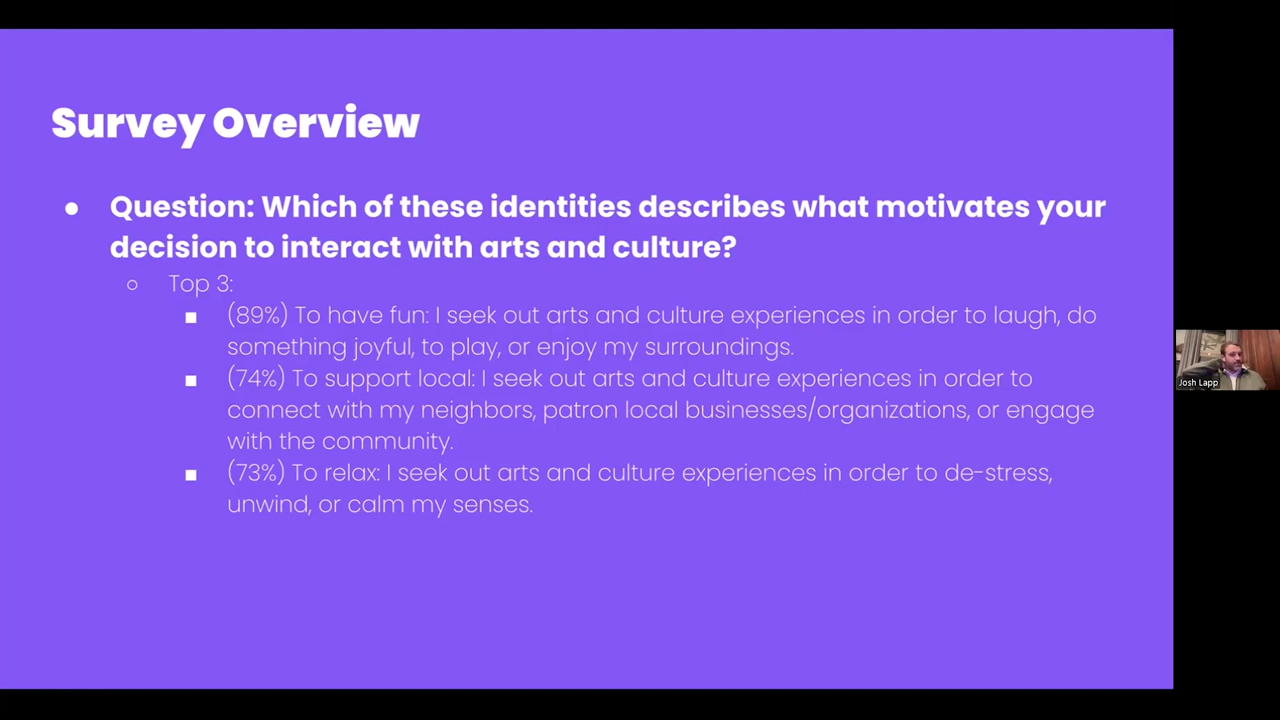 Survey Overview
● Question: Which of these identities describes what motivates your
decision to interact with arts and culture?
○ Top 3:
■ (89%) To have fun: I seek out arts and culture experiences in order to laugh, do
something joyful, to play, or enjoy my surroundings.
■ (74%) To support local: I seek out arts and culture experiences in order to
connect with my neighbors, patron local businesses/organizations, or engage
with the community.
■ (73%) To relax: I seek out arts and culture experiences in order to de-stress,
unwind, or calm my senses.
Josh Lapp